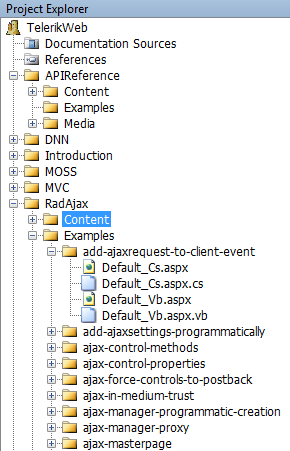 Project Explorer
TelerikWeb
Documentation Sources
References
APIReference
Content
Examples
Media
DNN
Introduction
MOSS
MVC
RadAjax
Content
Examples
add-ajaxrequest-to-client-event
Default_Cs.aspx
Default_Cs.aspx.cs
Default_Vb.aspx
Default_Vb.aspx.vb
add-ajaxsettings-programmatically
ajax-control-methods
ajax-control-properties
ajax-force-controls-to-postback
ajax-in-medium-trust
ajax-manager-programmatic-creation
ajax-manager-proxy
ajax-masterpage